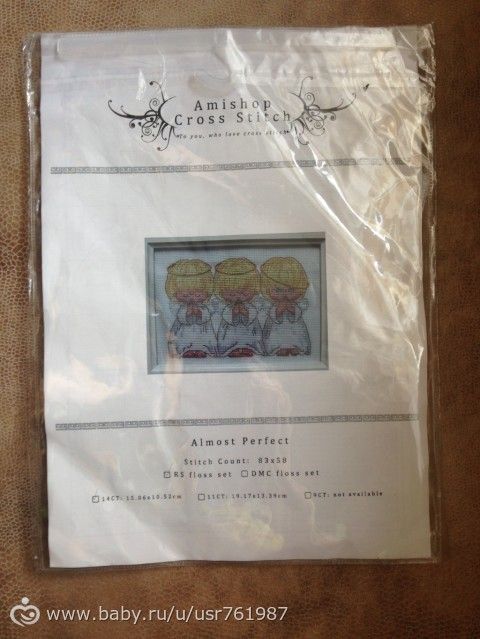 Amishop
Cross Stitch
To you, who love cross stitch
Almost Perfect
Stitch Count: 83x58
RS floss set DMC floss set
14CT: 15.06x10.52cm 11CT: 19.17x13.39cm 9CT: not available
www.baby.ru/u/usr761987